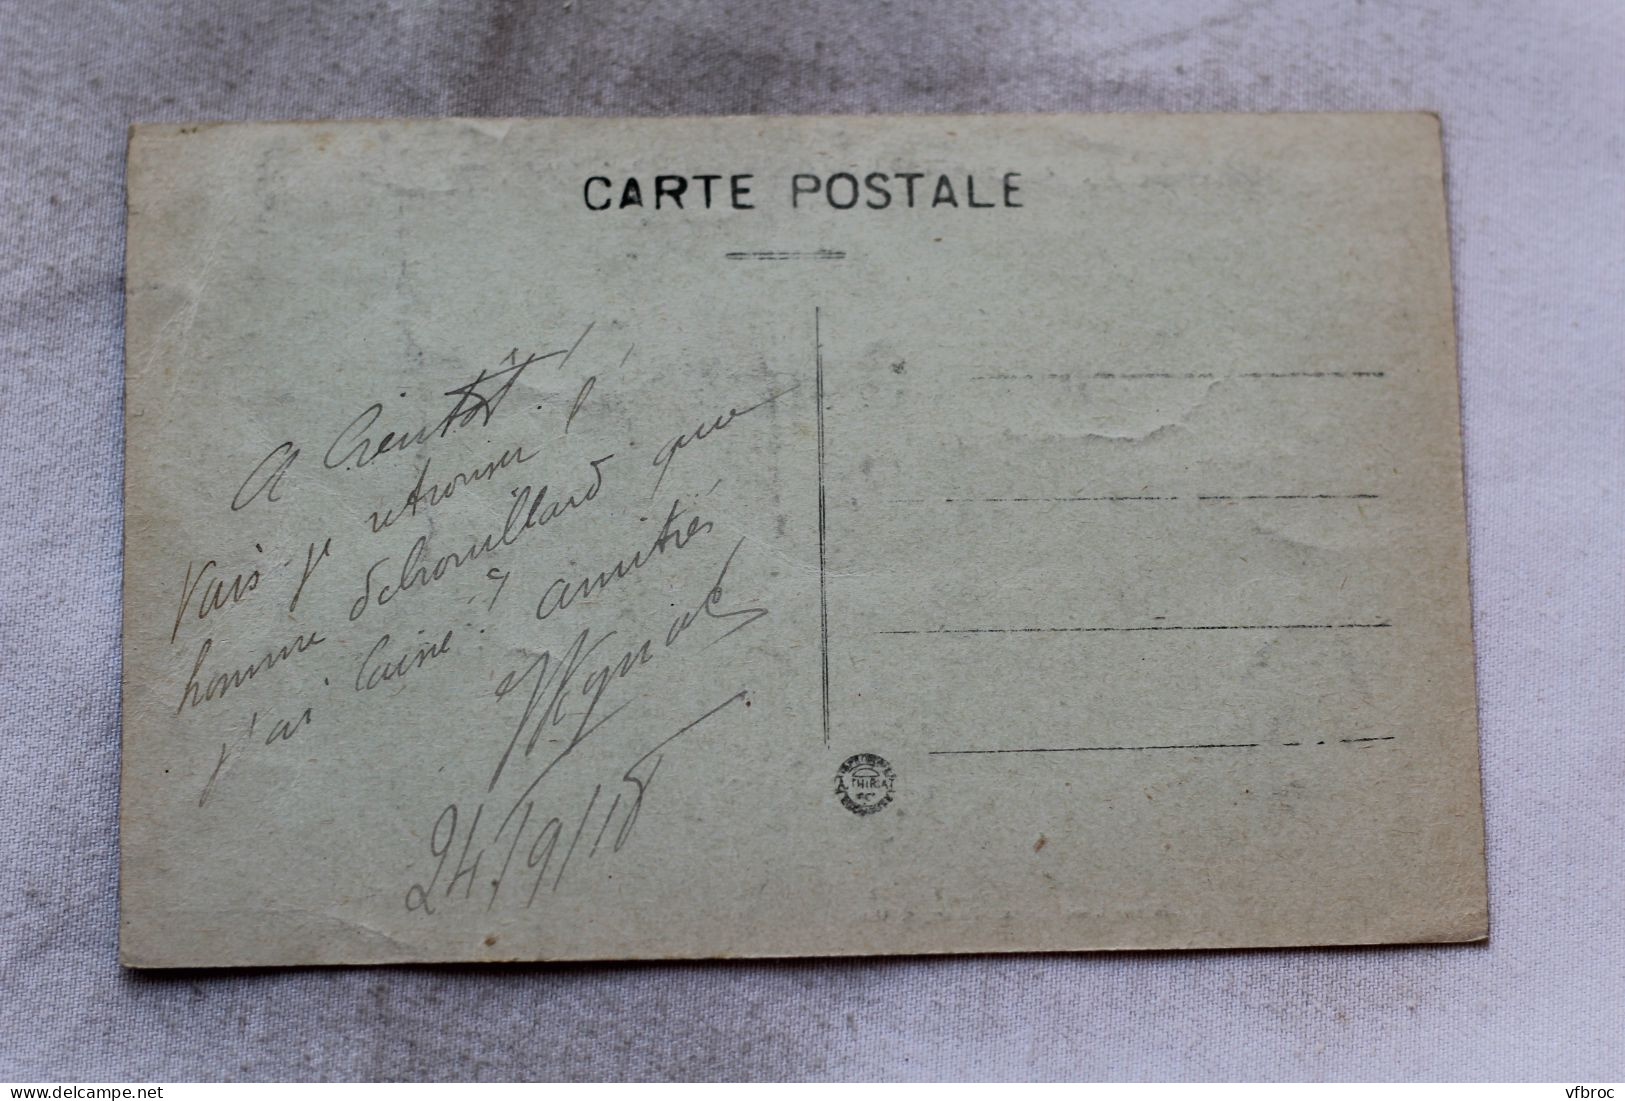 CARTE POSTALE
A bientôt !
Vais-je retrouver l'
homme débrouillard que
j'ai laissé ? amitiés
24/9/18
THIRIAT
www.delcampe.net
vfbroc